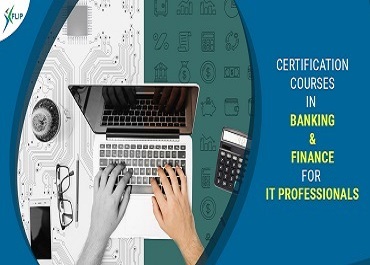 FLIP
CERTIFICATION
COURSES
IN
BANKING
&
FINANCE
FOR
IT PROFESSIONALS